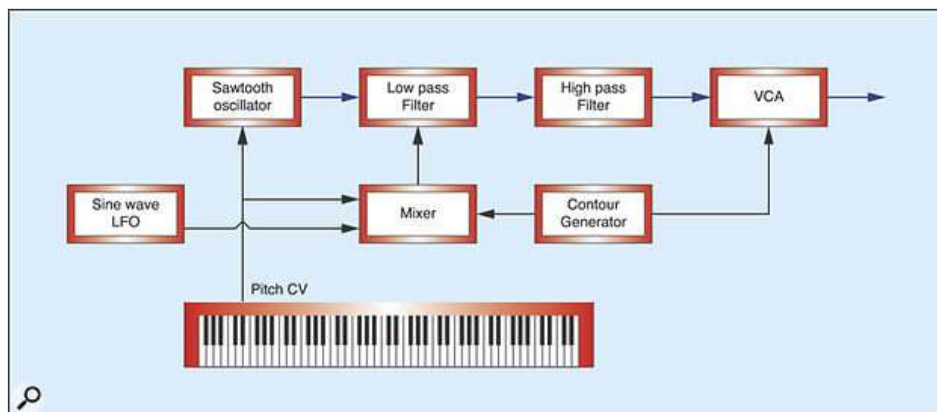 Sawtooth
oscillator
Low pass
Filter
High pass
Filter
VCA
Sine wave
LFO
Mixer
Contour
Generator
Pitch CV